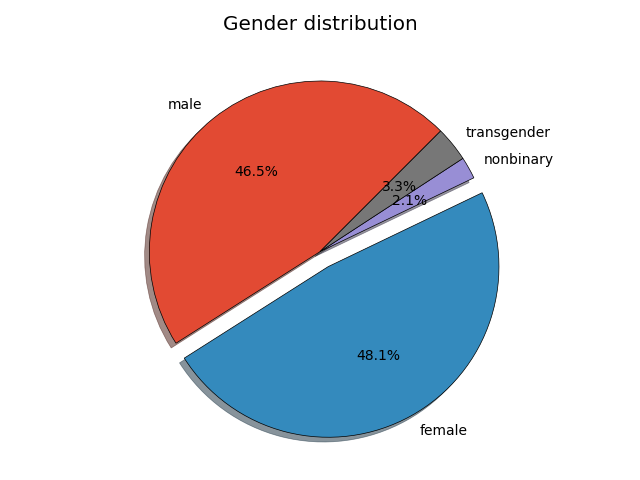 Gender distribution
male
transgender
nonbinary
46.5%
3.3%
2.1%
48.1%
female